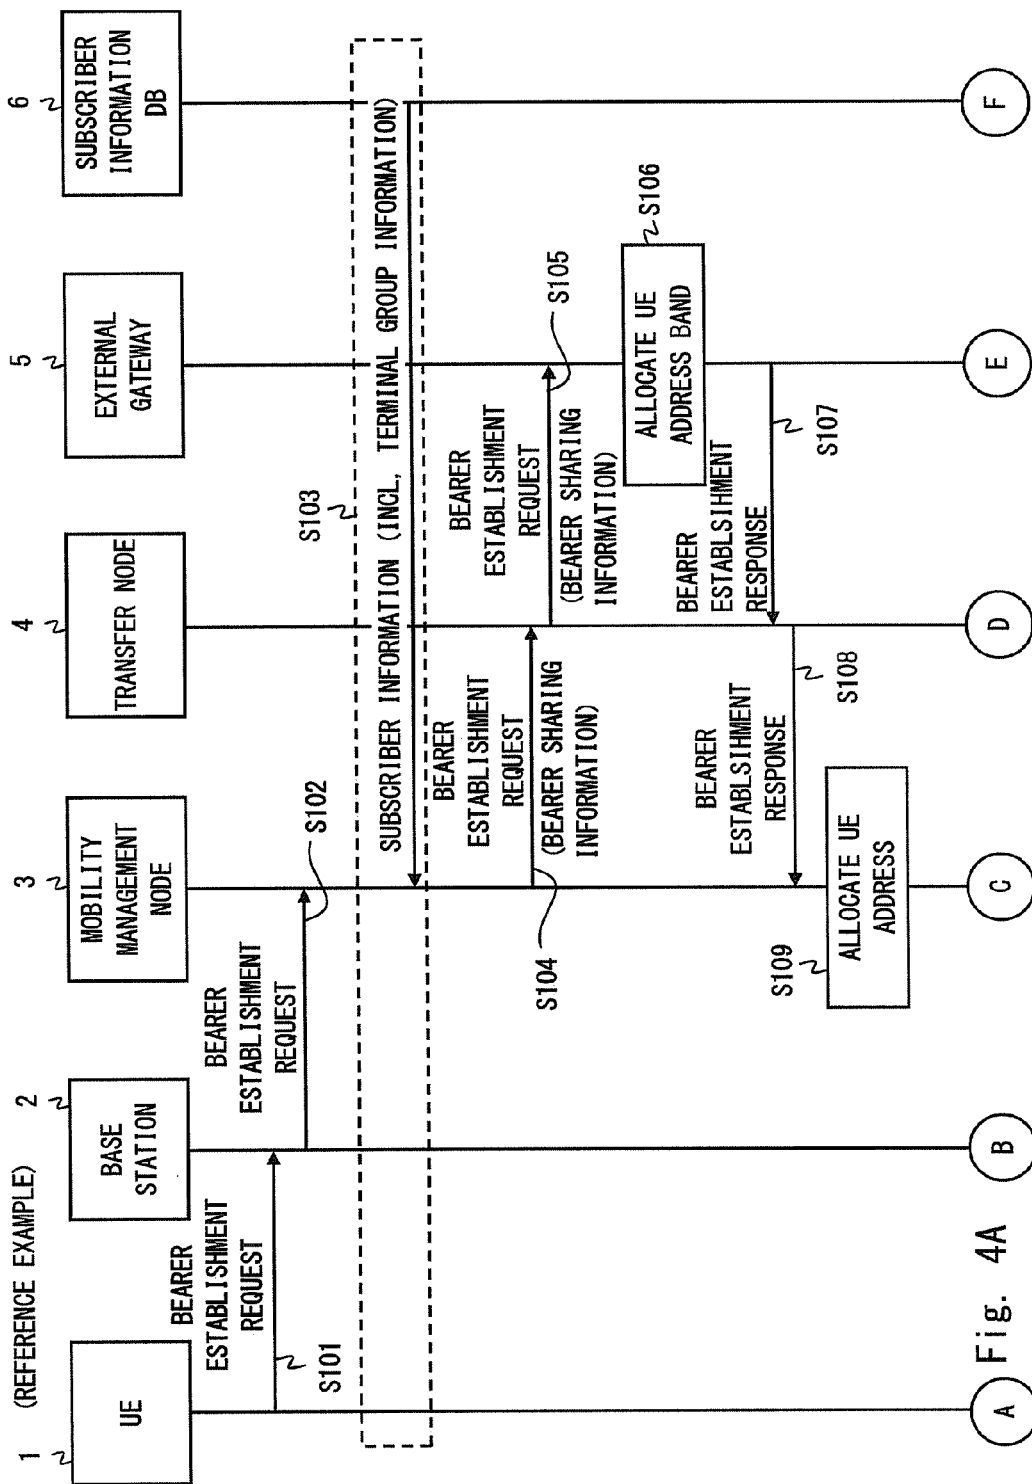 (REFERENCE EXAMPLE)
1
UE
2
BASE
STATION
3
MOBILITY
MANAGEMENT
NODE
4
TRANSFER NODE
5
EXTERNAL
GATEWAY
6
SUBSCRIBER
INFORMATION
DB
BEARER
ESTABLISHMENT
REQUEST
S101
BEARER
ESTABLISHMENT
REQUEST
S102
S103
SUBSCRIBER INFORMATION (INCL, TERMINAL GROUP INFORMATION)
BEARER
ESTABLISHMENT
REQUEST
(BEARER SHARING
INFORMATION)
S104
BEARER
ESTABLISHMENT
REQUEST
(BEARER SHARING
INFORMATION)
S105
ALLOCATE UE
ADDRESS BAND
S106
BEARER
ESTABLSIHMENT
RESPONSE
S107
BEARER
ESTABLSIHMENT
RESPONSE
S108
ALLOCATE UE
ADDRESS
S109
A
B
C
D
E
F
Fig. 4A